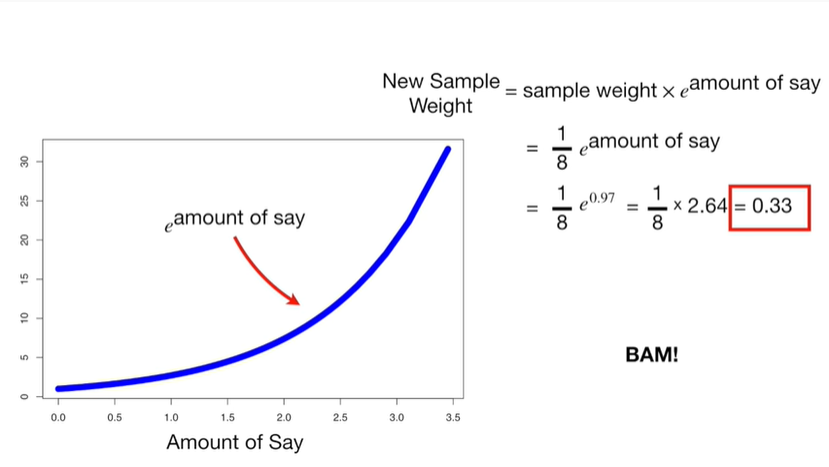 New Sample Weight = sample weight × e^amount of say
= 1/8 e^amount of say
= 1/8 e^0.97 = 1/8 × 2.64 = 0.33
e^amount of say
BAM!
30
25
20
15
10
5
0
0.0 0.5 1.0 1.5 2.0 2.5 3.0 3.5
Amount of Say